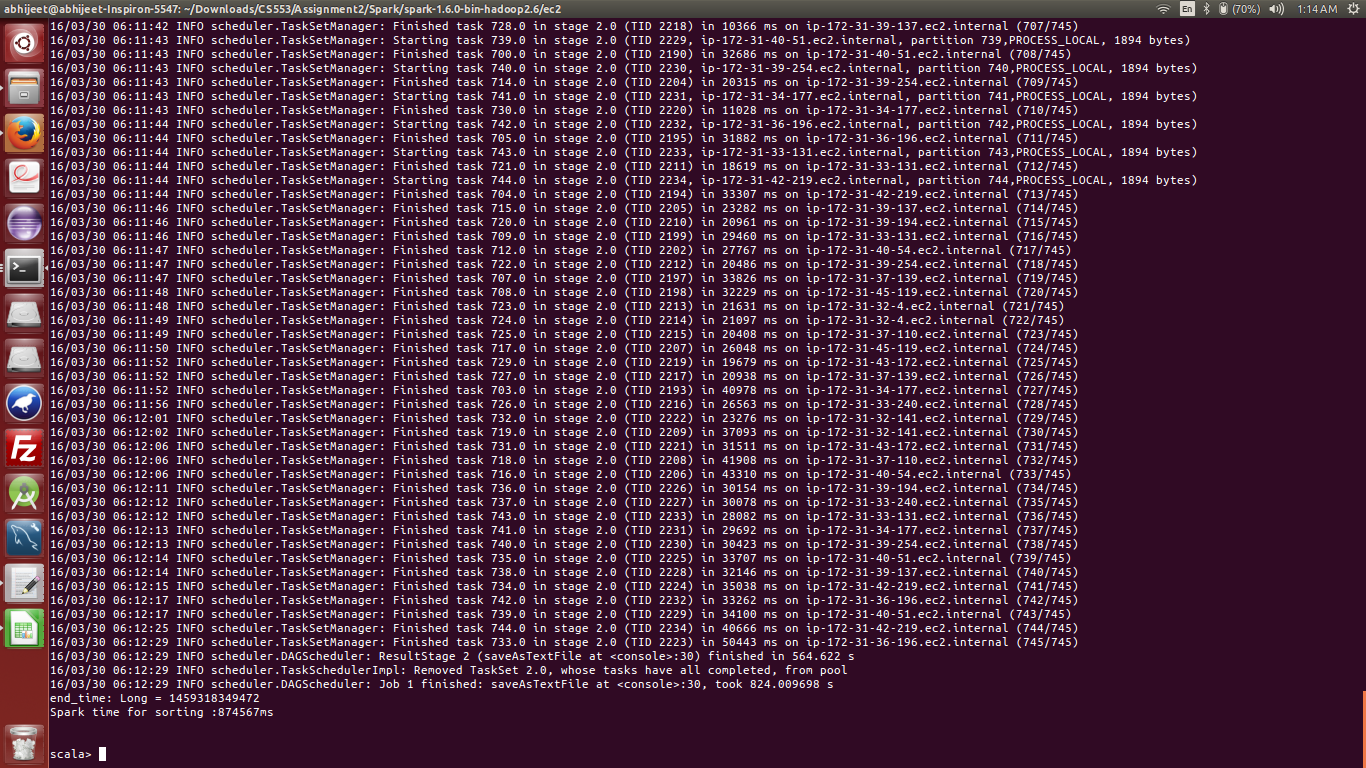 abhijeet@abhijeet-Inspiron-5547: ~/Downloads/CS553/Assignment2/Spark/spark-1.6.0-bin-hadoop2.6/ec2 En (70%) 1:14 AM
16/03/30 06:11:42 INFO scheduler.TaskSetManager: Finished task 728.0 in stage 2.0 (TID 2218) in 10366 ms on ip-172-31-39-137.ec2.internal (707/745)
16/03/30 06:11:43 INFO scheduler.TaskSetManager: Starting task 739.0 in stage 2.0 (TID 2229, ip-172-31-40-51.ec2.internal, partition 739,PROCESS_LOCAL, 1894 bytes)
16/03/30 06:11:43 INFO scheduler.TaskSetManager: Finished task 700.0 in stage 2.0 (TID 2190) in 32686 ms on ip-172-31-40-51.ec2.internal (708/745)
16/03/30 06:11:43 INFO scheduler.TaskSetManager: Starting task 740.0 in stage 2.0 (TID 2230, ip-172-31-39-254.ec2.internal, partition 740,PROCESS_LOCAL, 1894 bytes)
16/03/30 06:11:43 INFO scheduler.TaskSetManager: Finished task 714.0 in stage 2.0 (TID 2204) in 20315 ms on ip-172-31-39-254.ec2.internal (709/745)
16/03/30 06:11:43 INFO scheduler.TaskSetManager: Starting task 741.0 in stage 2.0 (TID 2231, ip-172-31-34-177.ec2.internal, partition 741,PROCESS_LOCAL, 1894 bytes)
16/03/30 06:11:43 INFO scheduler.TaskSetManager: Finished task 730.0 in stage 2.0 (TID 2220) in 11028 ms on ip-172-31-34-177.ec2.internal (710/745)
16/03/30 06:11:44 INFO scheduler.TaskSetManager: Starting task 742.0 in stage 2.0 (TID 2232, ip-172-31-36-196.ec2.internal, partition 742,PROCESS_LOCAL, 1894 bytes)
16/03/30 06:11:44 INFO scheduler.TaskSetManager: Finished task 705.0 in stage 2.0 (TID 2195) in 31882 ms on ip-172-31-36-196.ec2.internal (711/745)
16/03/30 06:11:44 INFO scheduler.TaskSetManager: Starting task 743.0 in stage 2.0 (TID 2233, ip-172-31-33-131.ec2.internal, partition 743,PROCESS_LOCAL, 1894 bytes)
16/03/30 06:11:44 INFO scheduler.TaskSetManager: Finished task 721.0 in stage 2.0 (TID 2211) in 18619 ms on ip-172-31-33-131.ec2.internal (712/745)
16/03/30 06:11:44 INFO scheduler.TaskSetManager: Starting task 744.0 in stage 2.0 (TID 2234, ip-172-31-42-219.ec2.internal, partition 744,PROCESS_LOCAL, 1894 bytes)
16/03/30 06:11:44 INFO scheduler.TaskSetManager: Finished task 704.0 in stage 2.0 (TID 2194) in 33307 ms on ip-172-31-42-219.ec2.internal (713/745)
16/03/30 06:11:46 INFO scheduler.TaskSetManager: Finished task 715.0 in stage 2.0 (TID 2205) in 23282 ms on ip-172-31-39-137.ec2.internal (714/745)
16/03/30 06:11:46 INFO scheduler.TaskSetManager: Finished task 720.0 in stage 2.0 (TID 2210) in 20961 ms on ip-172-31-39-194.ec2.internal (715/745)
16/03/30 06:11:46 INFO scheduler.TaskSetManager: Finished task 709.0 in stage 2.0 (TID 2199) in 29460 ms on ip-172-31-33-131.ec2.internal (716/745)
16/03/30 06:11:47 INFO scheduler.TaskSetManager: Finished task 712.0 in stage 2.0 (TID 2202) in 27767 ms on ip-172-31-40-54.ec2.internal (717/745)
16/03/30 06:11:47 INFO scheduler.TaskSetManager: Finished task 722.0 in stage 2.0 (TID 2212) in 20486 ms on ip-172-31-39-254.ec2.internal (718/745)
16/03/30 06:11:47 INFO scheduler.TaskSetManager: Finished task 707.0 in stage 2.0 (TID 2197) in 33826 ms on ip-172-31-37-139.ec2.internal (719/745)
16/03/30 06:11:47 INFO scheduler.TaskSetManager: Finished task 708.0 in stage 2.0 (TID 2198) in 32229 ms on ip-172-31-45-119.ec2.internal (720/745)
16/03/30 06:11:48 INFO scheduler.TaskSetManager: Finished task 723.0 in stage 2.0 (TID 2213) in 21631 ms on ip-172-31-32-4.ec2.internal (721/745)
16/03/30 06:11:49 INFO scheduler.TaskSetManager: Finished task 724.0 in stage 2.0 (TID 2214) in 21097 ms on ip-172-31-32-4.ec2.internal (722/745)
16/03/30 06:11:49 INFO scheduler.TaskSetManager: Finished task 725.0 in stage 2.0 (TID 2215) in 20408 ms on ip-172-31-37-110.ec2.internal (723/745)
16/03/30 06:11:50 INFO scheduler.TaskSetManager: Finished task 717.0 in stage 2.0 (TID 2207) in 26048 ms on ip-172-31-45-119.ec2.internal (724/745)
16/03/30 06:11:52 INFO scheduler.TaskSetManager: Finished task 729.0 in stage 2.0 (TID 2219) in 19679 ms on ip-172-31-43-172.ec2.internal (725/745)
16/03/30 06:11:52 INFO scheduler.TaskSetManager: Finished task 727.0 in stage 2.0 (TID 2217) in 20938 ms on ip-172-31-37-139.ec2.internal (726/745)
16/03/30 06:11:52 INFO scheduler.TaskSetManager: Finished task 703.0 in stage 2.0 (TID 2193) in 40978 ms on ip-172-31-34-177.ec2.internal (727/745)
16/03/30 06:11:56 INFO scheduler.TaskSetManager: Finished task 726.0 in stage 2.0 (TID 2216) in 26563 ms on ip-172-31-33-240.ec2.internal (728/745)
16/03/30 06:12:01 INFO scheduler.TaskSetManager: Finished task 732.0 in stage 2.0 (TID 2222) in 27276 ms on ip-172-31-32-141.ec2.internal (729/745)
16/03/30 06:12:02 INFO scheduler.TaskSetManager: Finished task 719.0 in stage 2.0 (TID 2209) in 37093 ms on ip-172-31-32-141.ec2.internal (730/745)
16/03/30 06:12:06 INFO scheduler.TaskSetManager: Finished task 731.0 in stage 2.0 (TID 2221) in 31511 ms on ip-172-31-43-172.ec2.internal (731/745)
16/03/30 06:12:06 INFO scheduler.TaskSetManager: Finished task 718.0 in stage 2.0 (TID 2208) in 41908 ms on ip-172-31-37-110.ec2.internal (732/745)
16/03/30 06:12:06 INFO scheduler.TaskSetManager: Finished task 716.0 in stage 2.0 (TID 2206) in 43310 ms on ip-172-31-40-54.ec2.internal (733/745)
16/03/30 06:12:11 INFO scheduler.TaskSetManager: Finished task 736.0 in stage 2.0 (TID 2226) in 30154 ms on ip-172-31-39-194.ec2.internal (734/745)
16/03/30 06:12:12 INFO scheduler.TaskSetManager: Finished task 737.0 in stage 2.0 (TID 2227) in 30078 ms on ip-172-31-33-240.ec2.internal (735/745)
16/03/30 06:12:12 INFO scheduler.TaskSetManager: Finished task 743.0 in stage 2.0 (TID 2233) in 28082 ms on ip-172-31-33-131.ec2.internal (736/745)
16/03/30 06:12:13 INFO scheduler.TaskSetManager: Finished task 741.0 in stage 2.0 (TID 2231) in 29692 ms on ip-172-31-34-177.ec2.internal (737/745)
16/03/30 06:12:13 INFO scheduler.TaskSetManager: Finished task 740.0 in stage 2.0 (TID 2230) in 30423 ms on ip-172-31-39-254.ec2.internal (738/745)
16/03/30 06:12:14 INFO scheduler.TaskSetManager: Finished task 735.0 in stage 2.0 (TID 2225) in 33707 ms on ip-172-31-40-51.ec2.internal (739/745)
16/03/30 06:12:14 INFO scheduler.TaskSetManager: Finished task 738.0 in stage 2.0 (TID 2228) in 32146 ms on ip-172-31-39-137.ec2.internal (740/745)
16/03/30 06:12:15 INFO scheduler.TaskSetManager: Finished task 734.0 in stage 2.0 (TID 2224) in 35038 ms on ip-172-31-42-219.ec2.internal (741/745)
16/03/30 06:12:17 INFO scheduler.TaskSetManager: Finished task 742.0 in stage 2.0 (TID 2232) in 33262 ms on ip-172-31-36-196.ec2.internal (742/745)
16/03/30 06:12:17 INFO scheduler.TaskSetManager: Finished task 739.0 in stage 2.0 (TID 2229) in 34100 ms on ip-172-31-40-51.ec2.internal (743/745)
16/03/30 06:12:25 INFO scheduler.TaskSetManager: Finished task 744.0 in stage 2.0 (TID 2234) in 40666 ms on ip-172-31-42-219.ec2.internal (744/745)
16/03/30 06:12:29 INFO scheduler.TaskSetManager: Finished task 733.0 in stage 2.0 (TID 2223) in 50443 ms on ip-172-31-36-196.ec2.internal (745/745)
16/03/30 06:12:29 INFO scheduler.DAGScheduler: ResultStage 2 (saveAsTextFile at <console>:30) finished in 564.622 s
16/03/30 06:12:29 INFO scheduler.TaskSchedulerImpl: Removed TaskSet 2.0, whose tasks have all completed, from pool
16/03/30 06:12:29 INFO scheduler.DAGScheduler: Job 1 finished: saveAsTextFile at <console>:30, took 824.009698 s
end_time: Long = 1459318349472
Spark time for sorting :874567ms
scala>